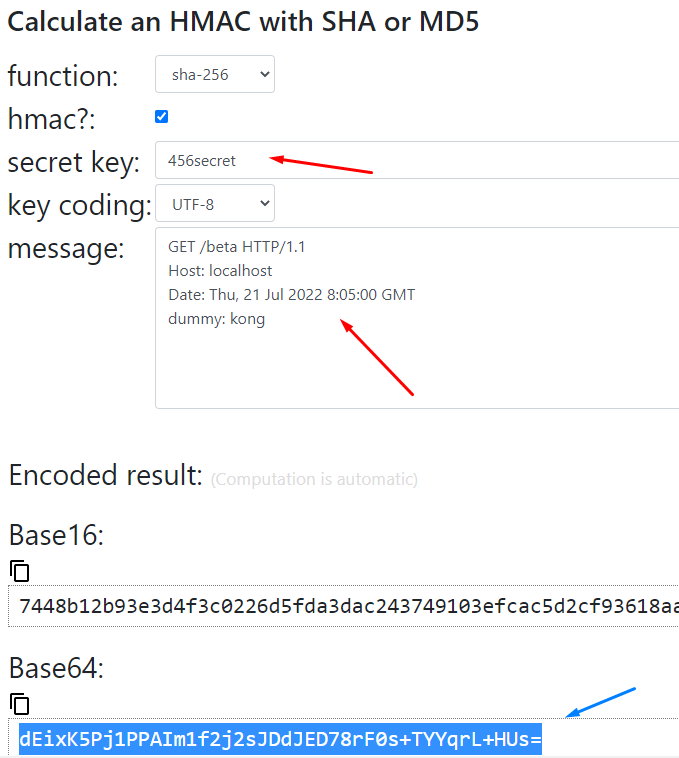 Calculate an HMAC with SHA or MD5
function: sha-256
hmac?:
secret key: 456secret
key coding: UTF-8
message:
GET /beta HTTP/1.1
Host: localhost
Date: Thu, 21 Jul 2022 8:05:00 GMT
dummy: kong
Encoded result: (Computation is automatic)
Base16:
7448b12b93e3d4f3c0226d5fda3dac243749103efcac5d2cf93618aa
Base64:
dEixK5Pj1PPAIm1f2j2sJDdJED78rF0s+TYYqrL+HUs=